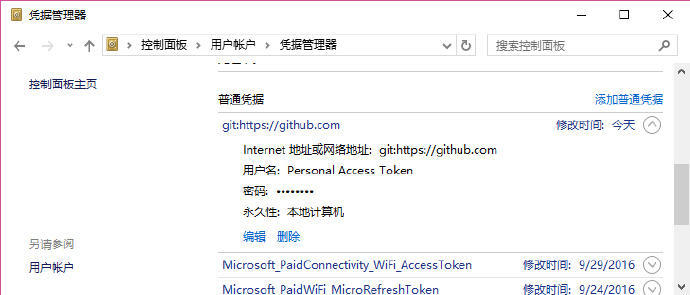 凭据管理器
控制面板 用户帐户 凭据管理器
搜索控制面板
控制面板主页
普通凭据 添加普通凭据
git:https://github.com 修改时间: 今天
Internet 地址或网络地址: git:https://github.com
用户名: Personal Access Token
密码: ••••••••
永久性: 本地计算机
编辑 删除
另请参阅
用户帐户
Microsoft_PaidConnectivity_WiFi_AccessToken 修改时间: 9/29/2016
Microsoft_PaidWiFi_MicroRefreshToken 修改时间: 9/24/2016